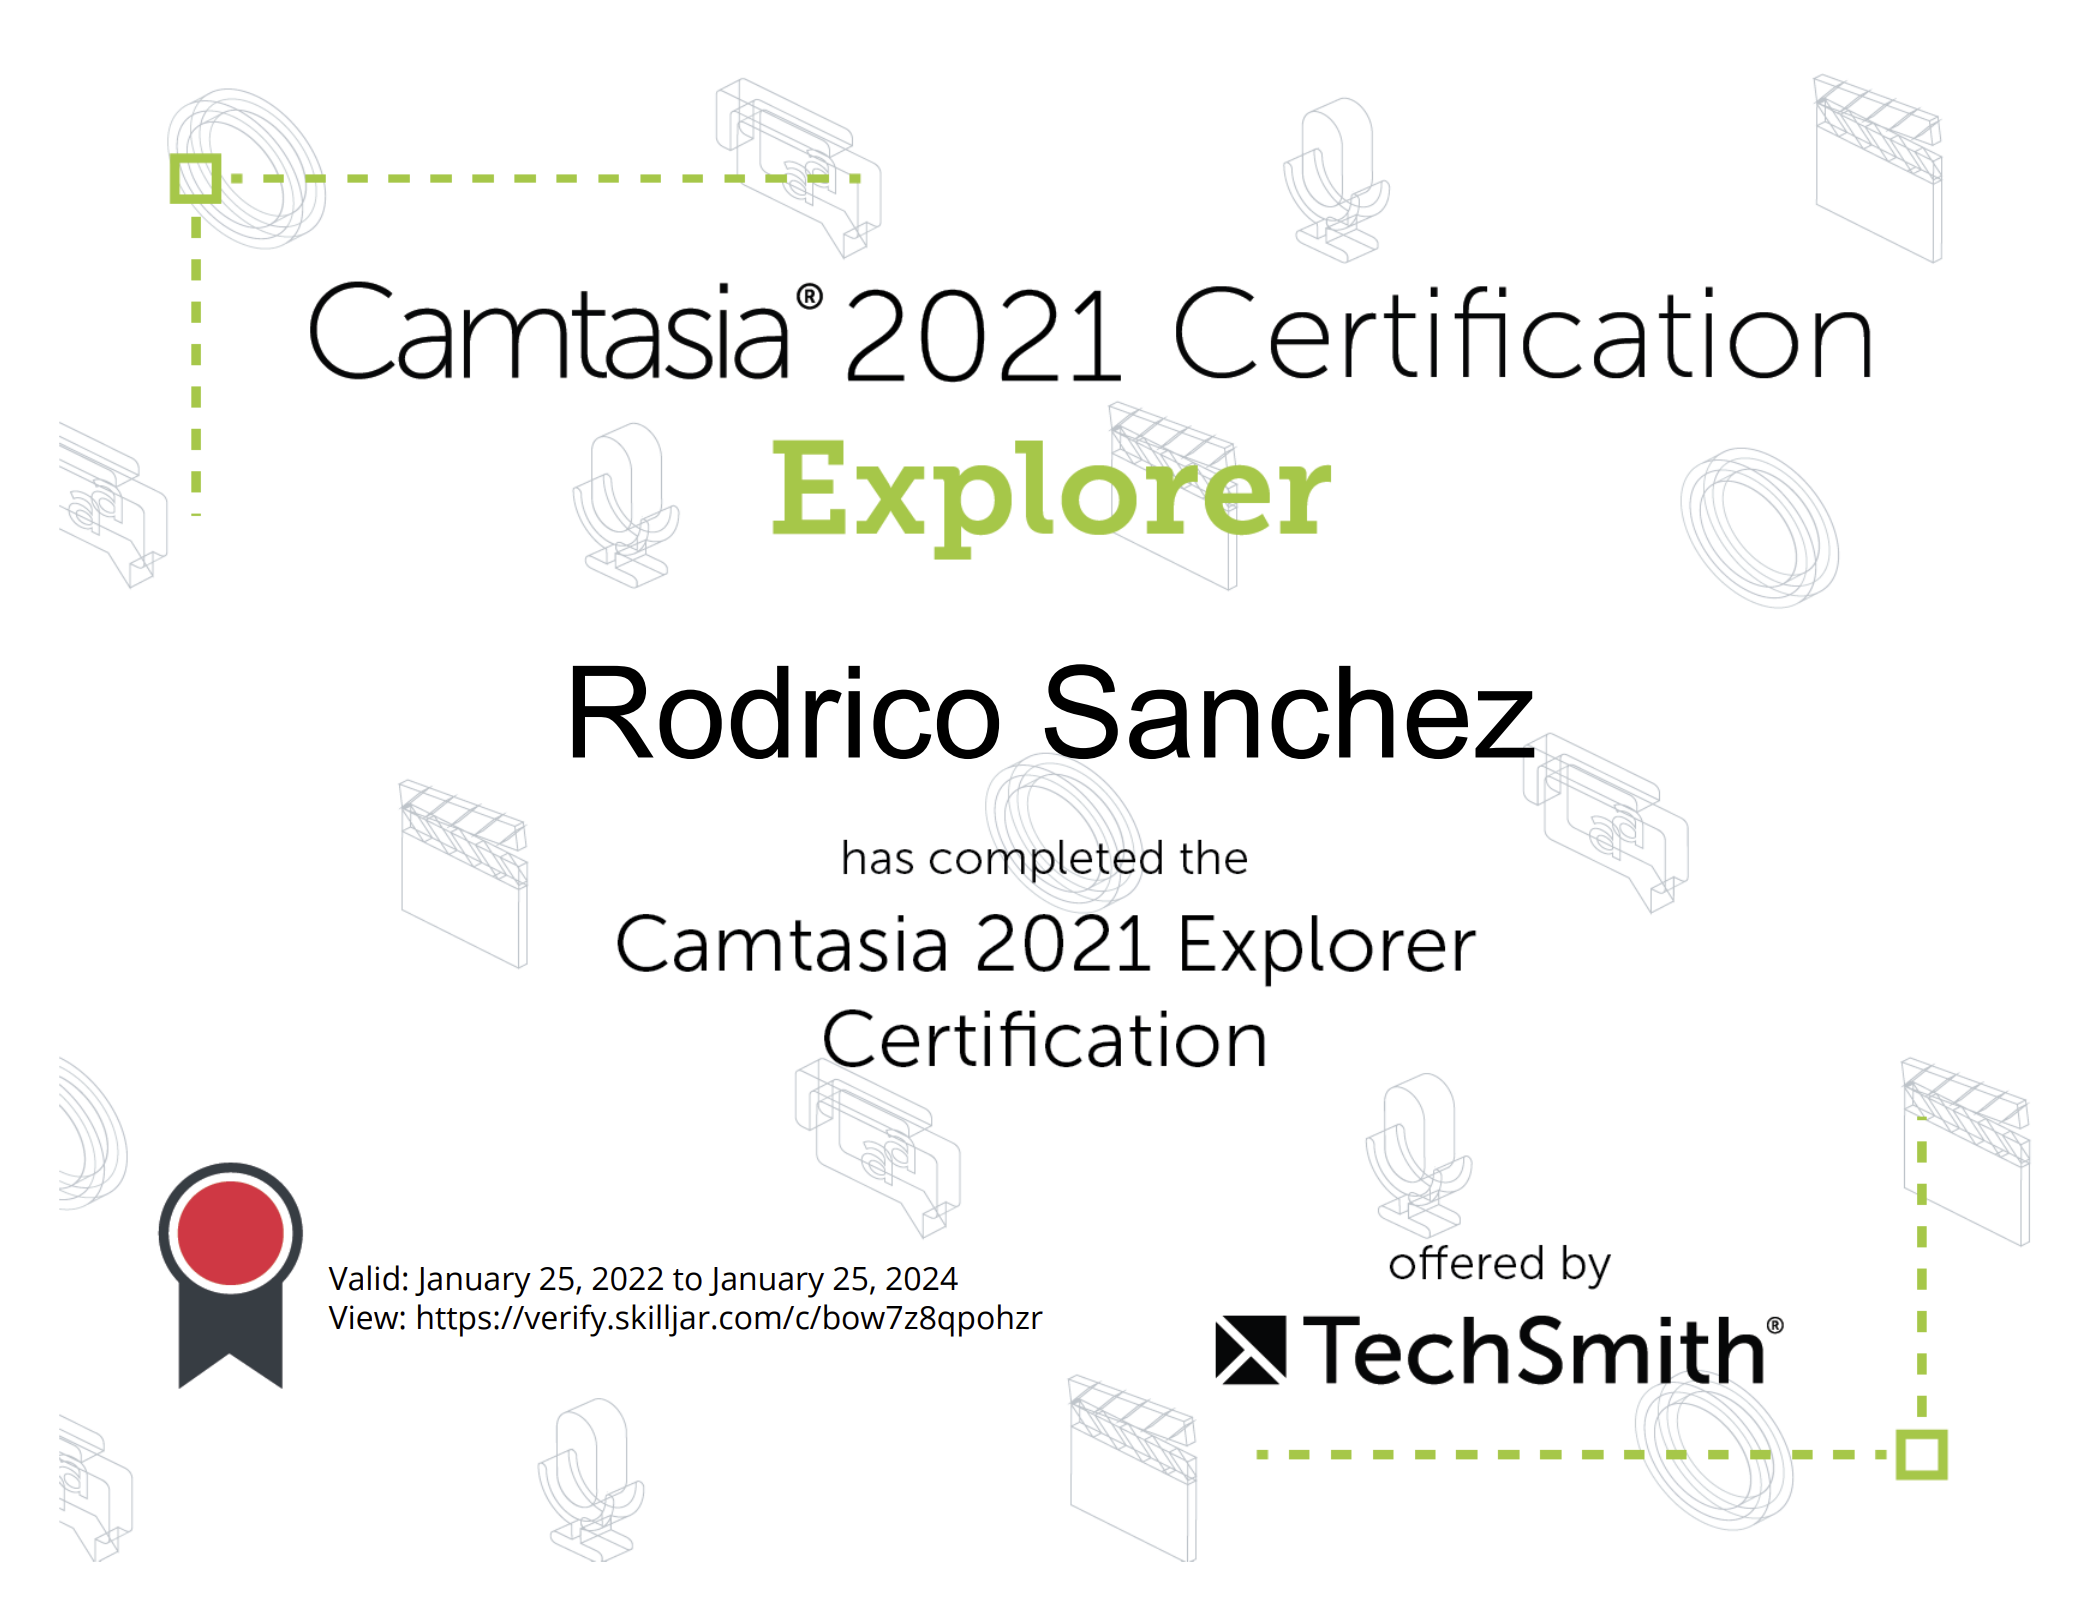 Camtasia® 2021 Certification
Explorer
Rodrico Sanchez
has completed the
Camtasia 2021 Explorer
Certification
Valid: January 25, 2022 to January 25, 2024
View: https://verify.skilljar.com/c/bow7z8qpohzr
offered by
TechSmith®